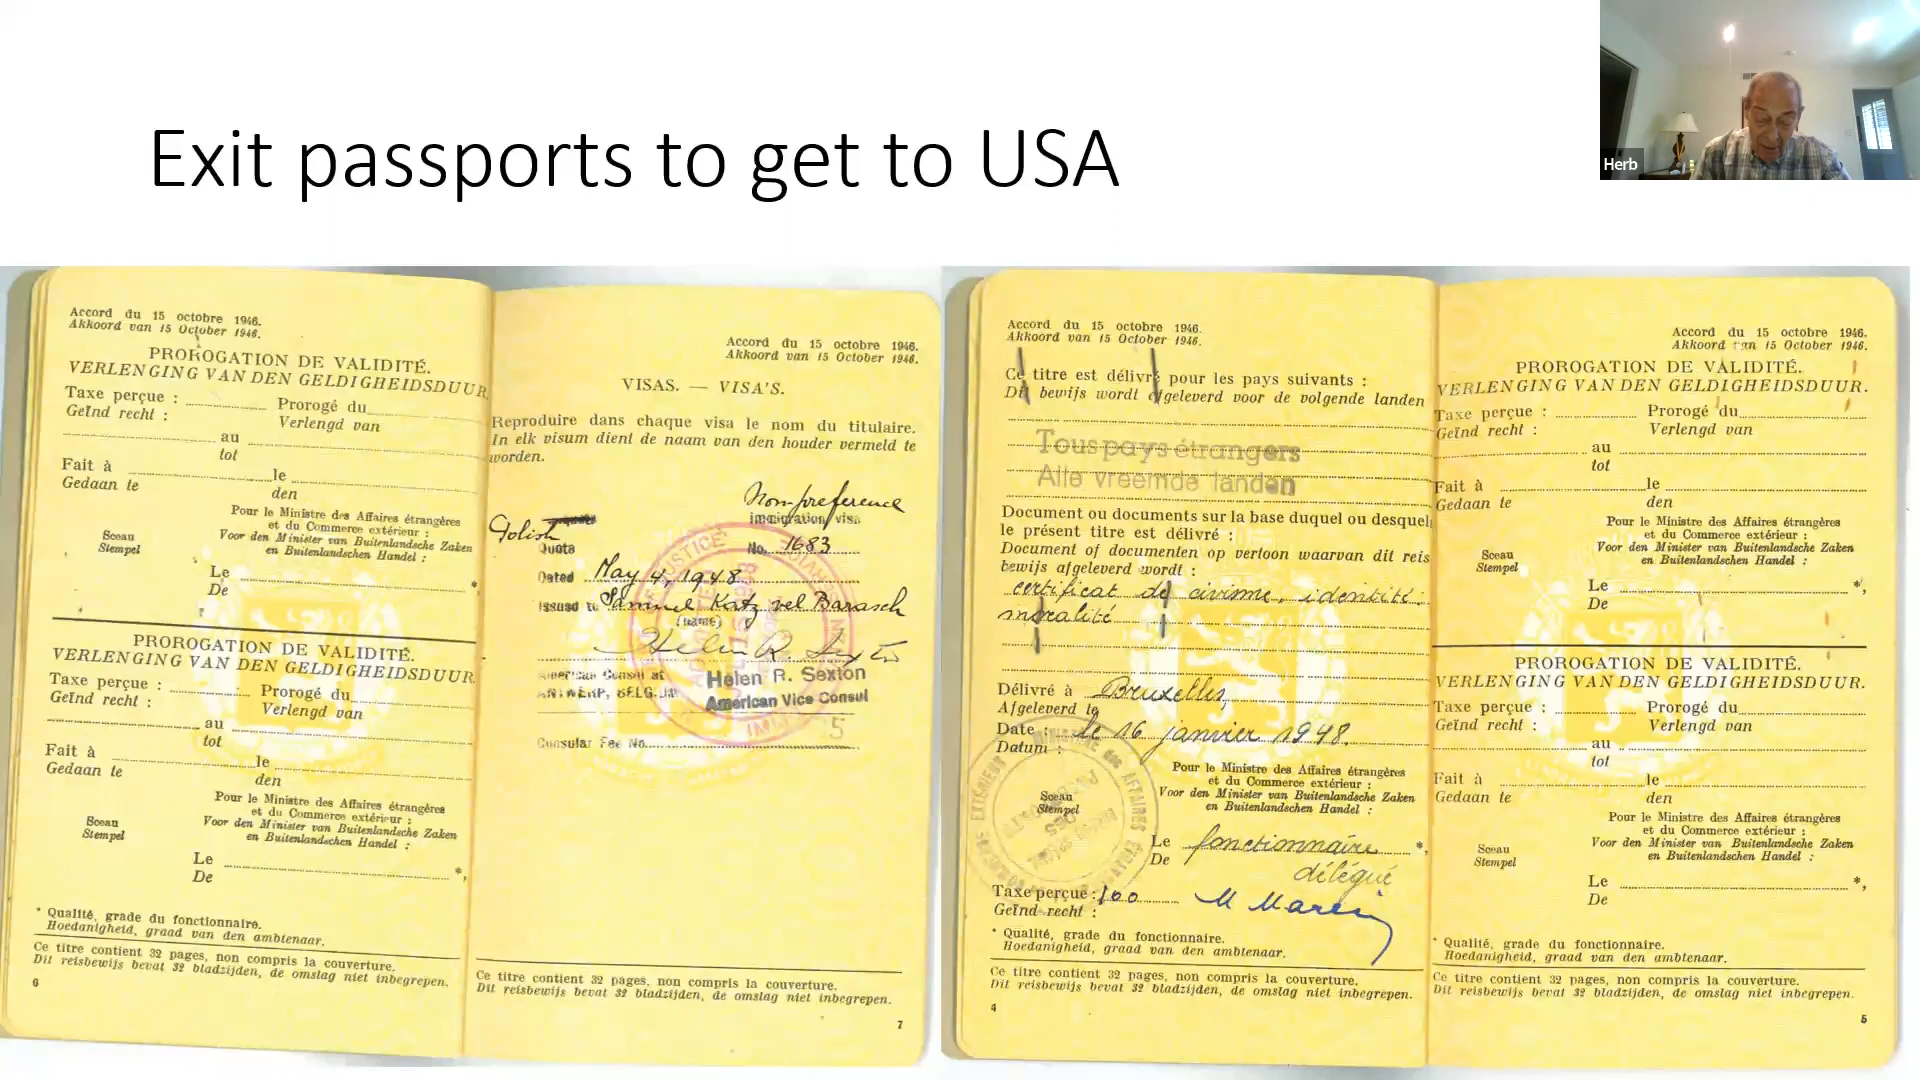 Exit passports to get to USA
Herb
Accord du 15 octobre 1946.
Akkoord van 15 October 1946.
PROROGATION DE VALIDITÉ.
VERLENGING VAN DEN GELDIGHEIDSDUUR
Taxe perçue : Prorogé du
Geïnd recht : Verlengd van
au
tot
Fait à le
Gedaan te den
Pour le Ministre des Affaires étrangères
et du Commerce extérieur :
Sceau Voor den Minister van Buitenlandsche Zaken
Stempel en Buitenlandschen Handel :
Le *,
De
PROROGATION DE VALIDITÉ.
VERLENGING VAN DEN GELDIGHEIDSDUUR
Taxe perçue : Prorogé du
Geïnd recht : Verlengd van
au
tot
Fait à le
Gedaan te den
Pour le Ministre des Affaires étrangères
et du Commerce extérieur :
Sceau Voor den Minister van Buitenlandsche Zaken
Stempel en Buitenlandschen Handel :
Le *,
De
* Qualité, grade du fonctionnaire.
Hoedanigheid, graad van den ambtenaar.
Ce titre contient 32 pages, non compris la couverture.
Dit reisbewijs bevat 32 bladzijden, de omslag niet inbegrepen.
6
Accord du 15 octobre 1946.
Akkoord van 15 October 1946.
VISAS. — VISA'S.
Reproduire dans chaque visa le nom du titulaire.
In elk visum dient de naam van den houder vermeld te
worden.
Nonpreference
immigration visa
Polish
Quota No. 1683
Dated May 4, 1948
Issued to Samuel Katz vel Barasch
(name)
Helen R. Sexton
American Consul at Helen R. Sexton
ANTWERP, BELGIUM American Vice Consul
5
Consular Fee No.
Ce titre contient 32 pages, non compris la couverture.
Dit reisbewijs bevat 32 bladzijden, de omslag niet inbegrepen.
7
Accord du 15 octobre 1946.
Akkoord van 15 October 1946.
Ce titre est délivré pour les pays suivants :
Dit bewijs wordt afgeleverd voor de volgende landen
Tous pays étrangers
Alle vreemde landen
Document ou documents sur la base duquel ou desquel
le présent titre est délivré :
Document of documenten op vertoon waarvan dit reis
bewijs afgeleverd wordt :
certificat de civisme, identité.
moralité
Délivré à Bruxelles,
Afgeleverd te
Date : le 16 janvier 1948.
Datum :
Pour le Ministre des Affaires étrangères
et du Commerce extérieur :
Sceau Voor den Minister van Buitenlandsche Zaken
Stempel en Buitenlandschen Handel :
Le fonctionnaire *,
De délégué
Taxe perçue : 100
Geïnd recht :
* Qualité, grade du fonctionnaire.
Hoedanigheid, graad van den ambtenaar.
Ce titre contient 32 pages, non compris la couverture.
Dit reisbewijs bevat 32 bladzijden, de omslag niet inbegrepen.
4
Accord du 15 octobre 1946.
Akkoord van 15 October 1946.
PROROGATION DE VALIDITÉ.
VERLENGING VAN DEN GELDIGHEIDSDUUR.
Taxe perçue : Prorogé du
Geïnd recht : Verlengd van
au
tot
Fait à le
Gedaan te den
Pour le Ministre des Affaires étrangères
et du Commerce extérieur :
Sceau Voor den Minister van Buitenlandsche Zaken
Stempel en Buitenlandschen Handel :
Le *,
De
PROROGATION DE VALIDITÉ.
VERLENGING VAN DEN GELDIGHEIDSDUUR.
Taxe perçue : Prorogé du
Geïnd recht : Verlengd van
au
tot
Fait à le
Gedaan te den
Pour le Ministre des Affaires étrangères
et du Commerce extérieur :
Sceau Voor den Minister van Buitenlandsche Zaken
Stempel en Buitenlandschen Handel :
Le *,
De
* Qualité, grade du fonctionnaire.
Hoedanigheid, graad van den ambtenaar.
Ce titre contient 32 pages, non compris la couverture.
Dit reisbewijs bevat 32 bladzijden, de omslag niet inbegrepen.
5